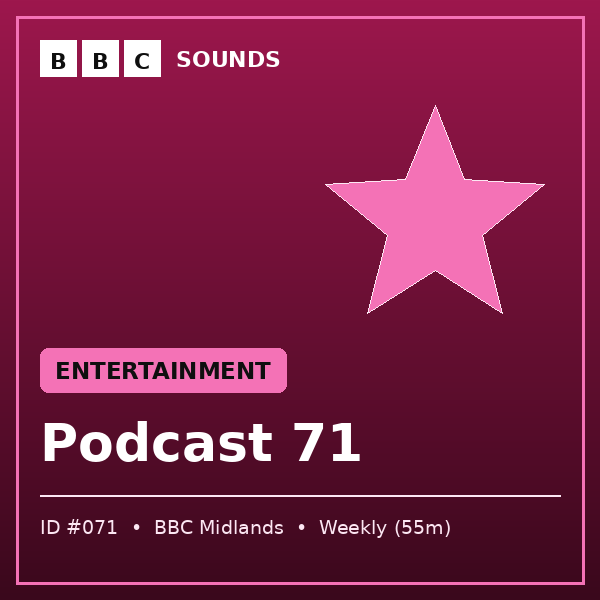 BBC SOUNDS
ENTERTAINMENT
Podcast 71
ID #071 • BBC Midlands • Weekly (55m)